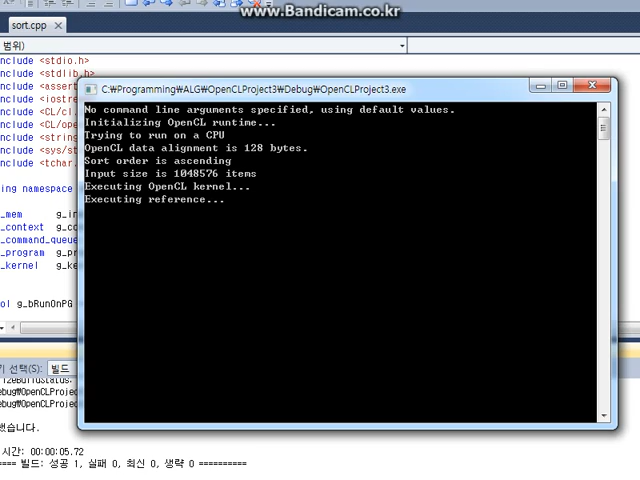 www.Bandicam.co.kr
sort.cpp
범위)
nclude <stdio.h>
nclude <stdlib.h>
nclude <assert
nclude <iostre
nclude <CL/cl.
nclude <CL/ope
nclude <string
nclude <sys/st
nclude <tchar.
ing namespace
_mem g_in
_context g_co
_command_queue
_program g_pr
_kernel g_ke
ol g_bRunOnPG
C:₩Programming₩ALG₩OpenCLProject3₩Debug₩OpenCLProject3.exe
No command line arguments specified, using default values.
Initializing OpenCL runtime...
Trying to run on a CPU
OpenCL data alignment is 128 bytes.
Sort order is ascending
Input size is 1048576 items
Executing OpenCL kernel...
Executing reference...
기 선택(S): 빌드
ebug₩OpenCLProjec
ebug₩OpenCLProjec
했습니다.
시간: 00:00:05.72
==== 빌드: 성공 1, 실패 0, 최신 0, 생략 0 ==========